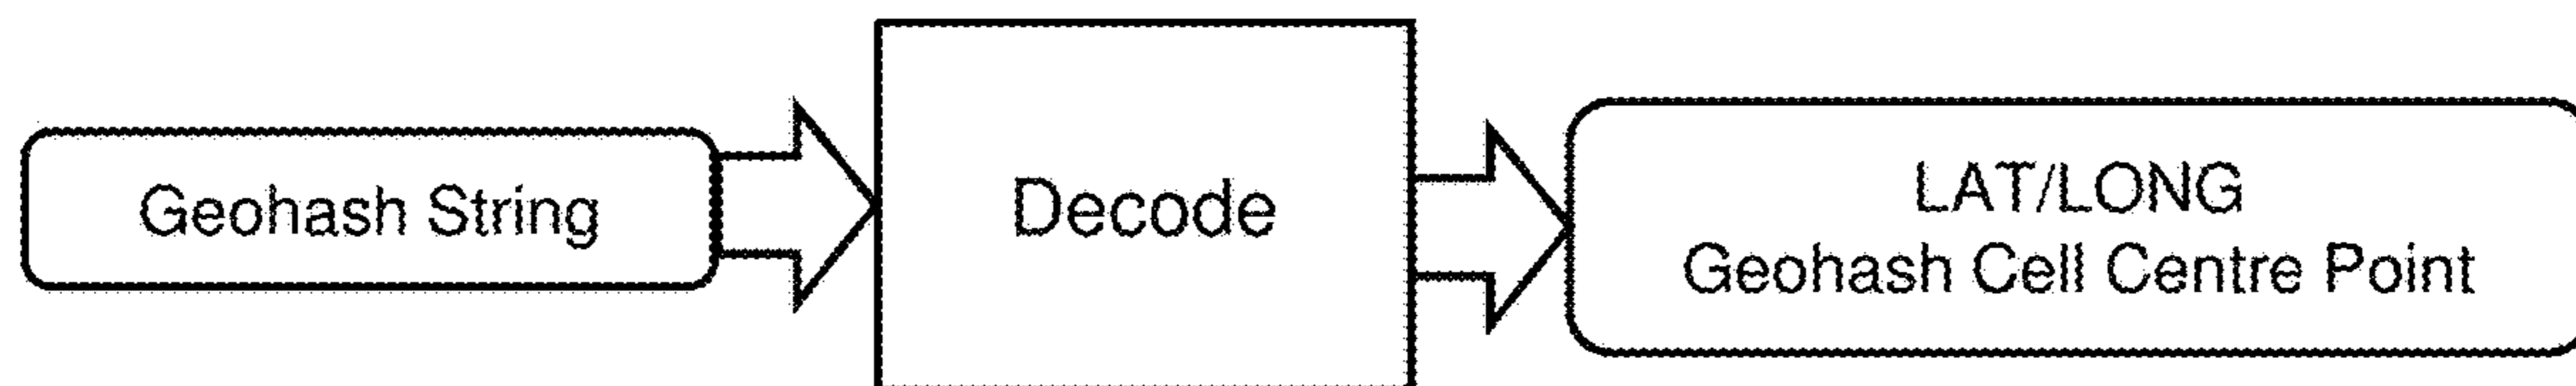 Geohash String
Decode
LAT/LONG
Geohash Cell Centre Point